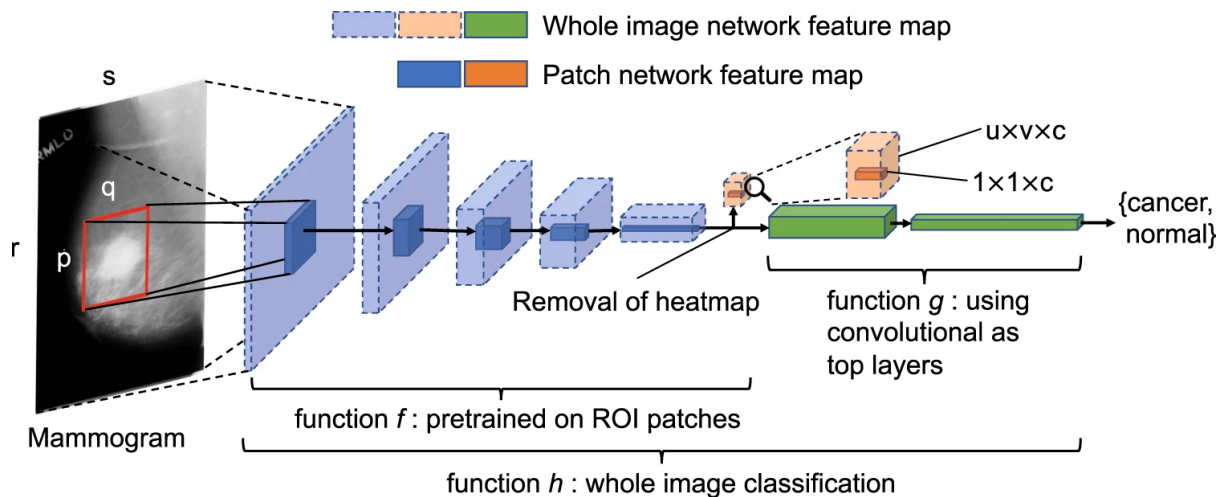 Whole image network feature map
Patch network feature map
s
RMLO
q
r
p
u×v×c
1×1×c
{cancer,
normal}
Removal of heatmap
function g : using
convolutional as
top layers
function f : pretrained on ROI patches
Mammogram
function h : whole image classification